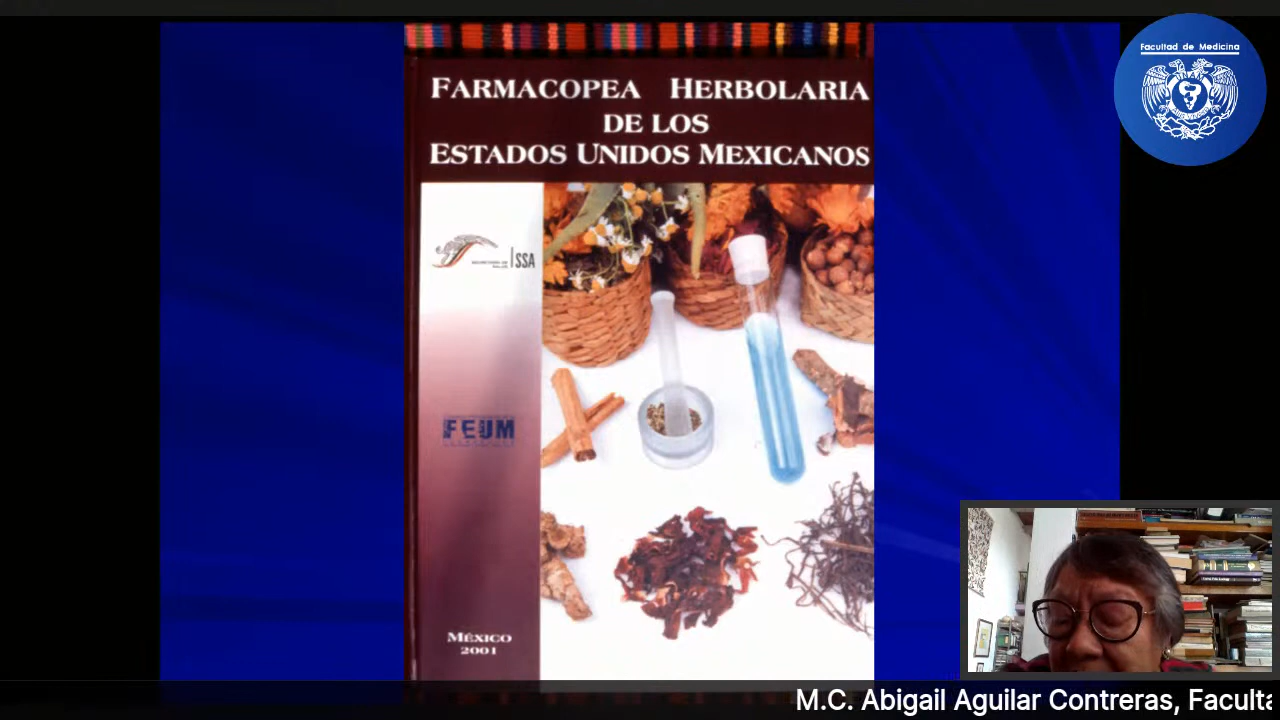 FARMACOPEA HERBOLARIA
DE LOS
ESTADOS UNIDOS MEXICANOS
SSA
FEUM
MÉXICO
2001
Facultad de Medicina
M.C. Abigail Aguilar Contreras, Faculta